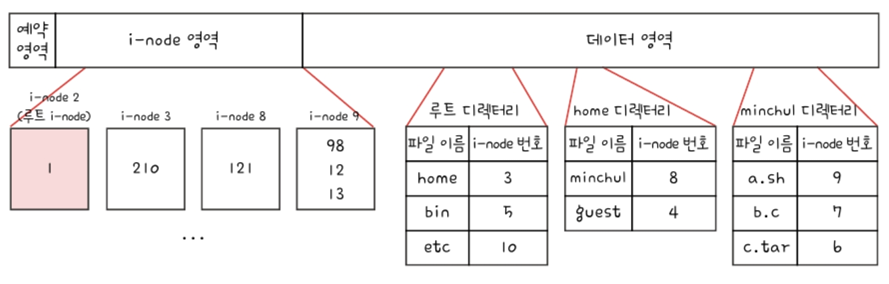 예약
영역
i-node 영역
데이터 영역
i-node 2
(루트 i-node)
1
i-node 3
210
i-node 8
121
i-node 9
98
12
13
...
루트 디렉터리
파일 이름 i-node 번호
home 3
bin 5
etc 10
home 디렉터리
파일 이름 i-node 번호
minchul 8
guest 4
minchul 디렉터리
파일 이름 i-node 번호
a.sh 9
b.c 7
c.tar 6